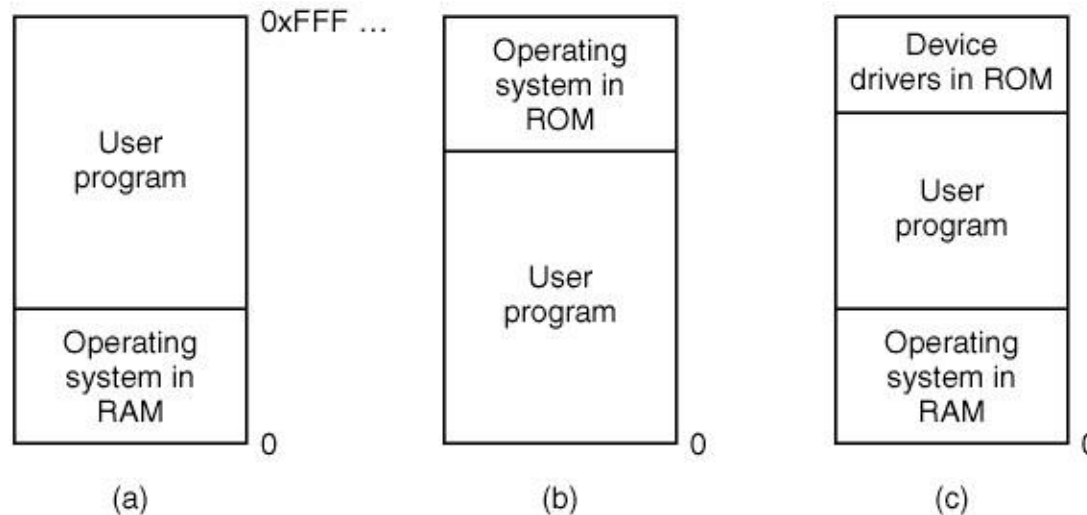 0xFFF ...
User
program
Operating
system in
RAM
0
(a)
Operating
system in
ROM
User
program
0
(b)
Device
drivers in ROM
User
program
Operating
system in
RAM
0
(c)